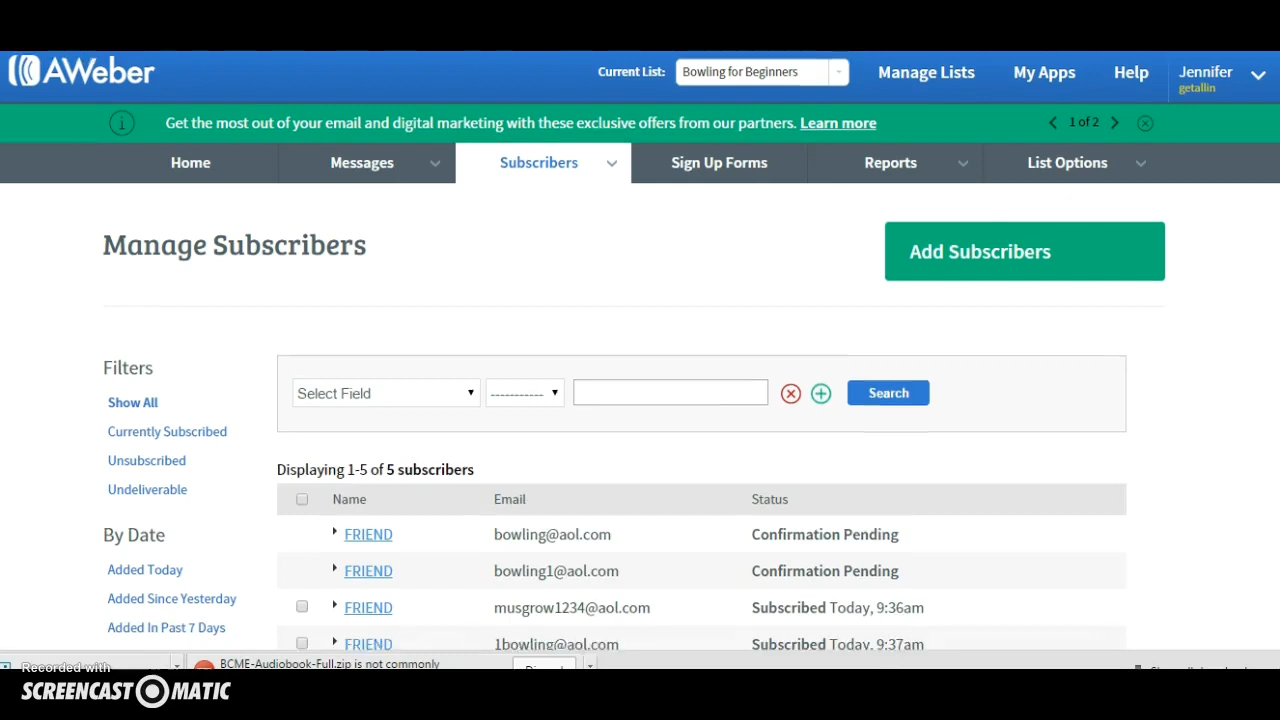 AWeber
Current List: Bowling for Beginners
Manage Lists
My Apps
Help
Jennifer
getallin
Get the most out of your email and digital marketing with these exclusive offers from our partners. Learn more
1 of 2
Home
Messages
Subscribers
Sign Up Forms
Reports
List Options
Manage Subscribers
Add Subscribers
Filters
Show All
Currently Subscribed
Unsubscribed
Undeliverable
By Date
Added Today
Added Since Yesterday
Added In Past 7 Days
Select Field
-----------
Search
Displaying 1-5 of 5 subscribers
Name Email Status
FRIEND bowling@aol.com Confirmation Pending
FRIEND bowling1@aol.com Confirmation Pending
FRIEND musgrow1234@aol.com Subscribed Today, 9:36am
FRIEND 1bowling@aol.com Subscribed Today, 9:37am
BCME-Audiobook-Full.zip is not commonly
Recorded with
SCREENCAST-O-MATIC